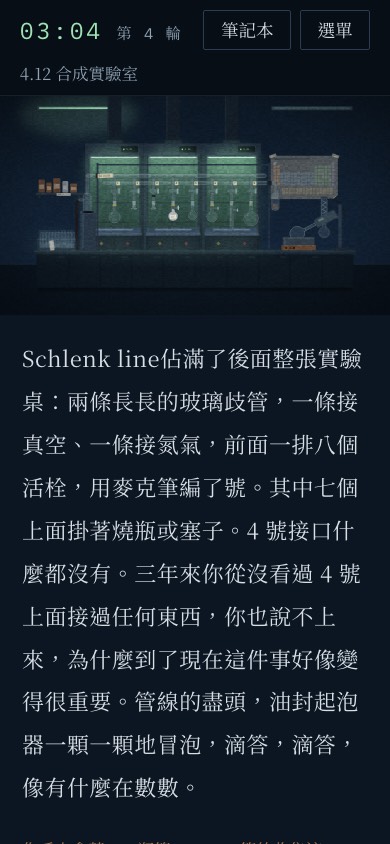 03:04 第 4 輪 筆記本 選單
4.12 合成實驗室
Schlenk line佔滿了後面整張實驗
桌：兩條長長的玻璃歧管，一條接
真空、一條接氮氣，前面一排八個
活栓，用麥克筆編了號。其中七個
上面掛著燒瓶或塞子。4 號接口什
麼都沒有。三年來你從沒看過 4 號
上面接過任何東西，你也說不上
來，為什麼到了現在這件事好像變
得很重要。管線的盡頭，油封起泡
器一顆一顆地冒泡，滴答，滴答，
像有什麼在數數。